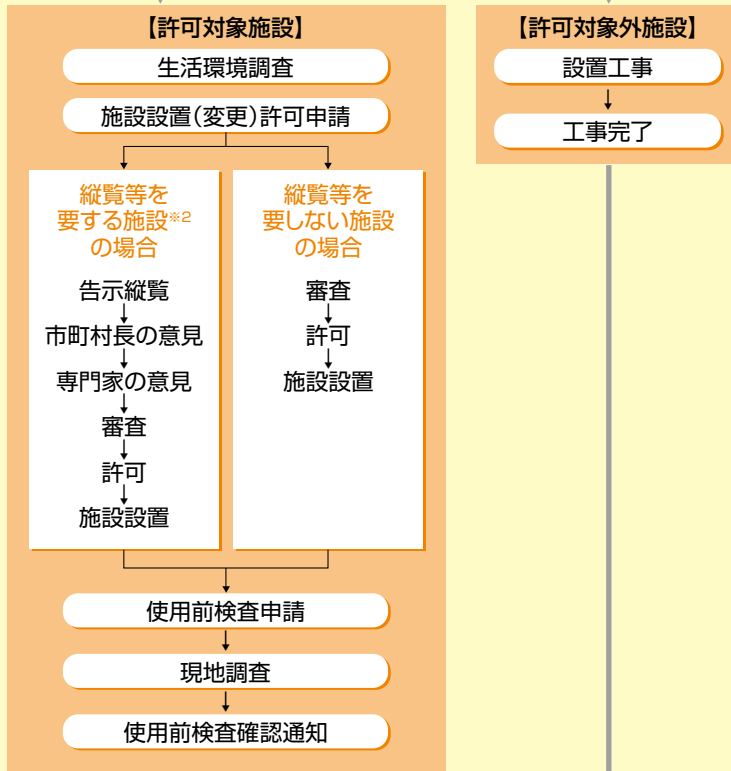 【許可対象施設】
生活環境調査
施設設置(変更)許可申請
縦覧等を
要する施設※2
の場合
告示縦覧
市町村長の意見
専門家の意見
審査
許可
施設設置
縦覧等を
要しない施設
の場合
審査
許可
施設設置
使用前検査申請
現地調査
使用前検査確認通知
【許可対象外施設】
設置工事
工事完了